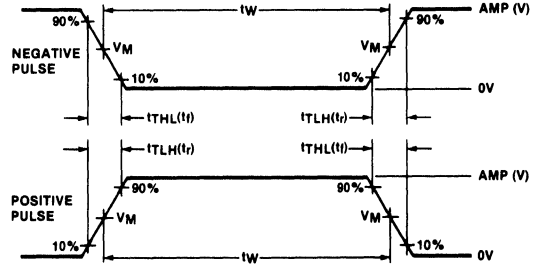 tW
AMP (V)
90%
90%
NEGATIVE
PULSE
VM
VM
10%
10%
0V
tTHL(tf)
tTLH(tr)
tTLH(tr)
tTHL(tf)
AMP (V)
90%
90%
POSITIVE
PULSE
VM
VM
10%
10%
0V
tW